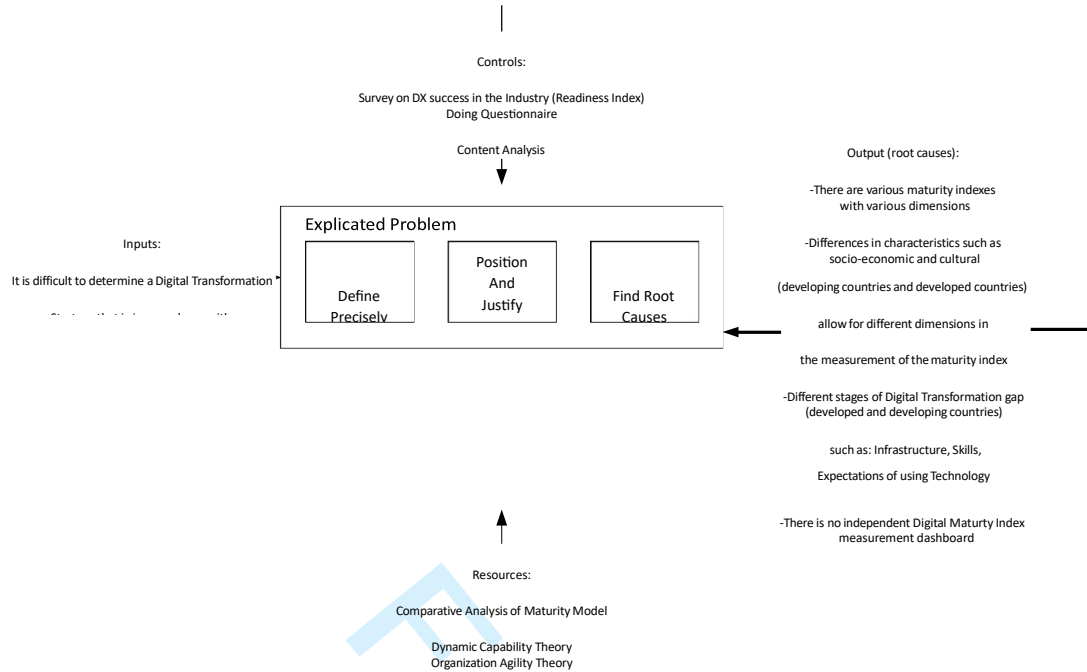 Controls:
Survey on DX success in the Industry (Readiness Index)
Doing Questionnaire
Content Analysis
Inputs:
It is difficult to determine a Digital Transformation
Explicated Problem
Define
Precisely
Position
And
Justify
Find Root
Causes
Output (root causes):
-There are various maturity indexes
with various dimensions
-Differences in characteristics such as
socio-economic and cultural
(developing countries and developed countries)
allow for different dimensions in
the measurement of the maturity index
-Different stages of Digital Transformation gap
(developed and developing countries)
such as: Infrastructure, Skills,
Expectations of using Technology
-There is no independent Digital Maturty Index
measurement dashboard
Resources:
Comparative Analysis of Maturity Model
Dynamic Capability Theory
Organization Agility Theory
F